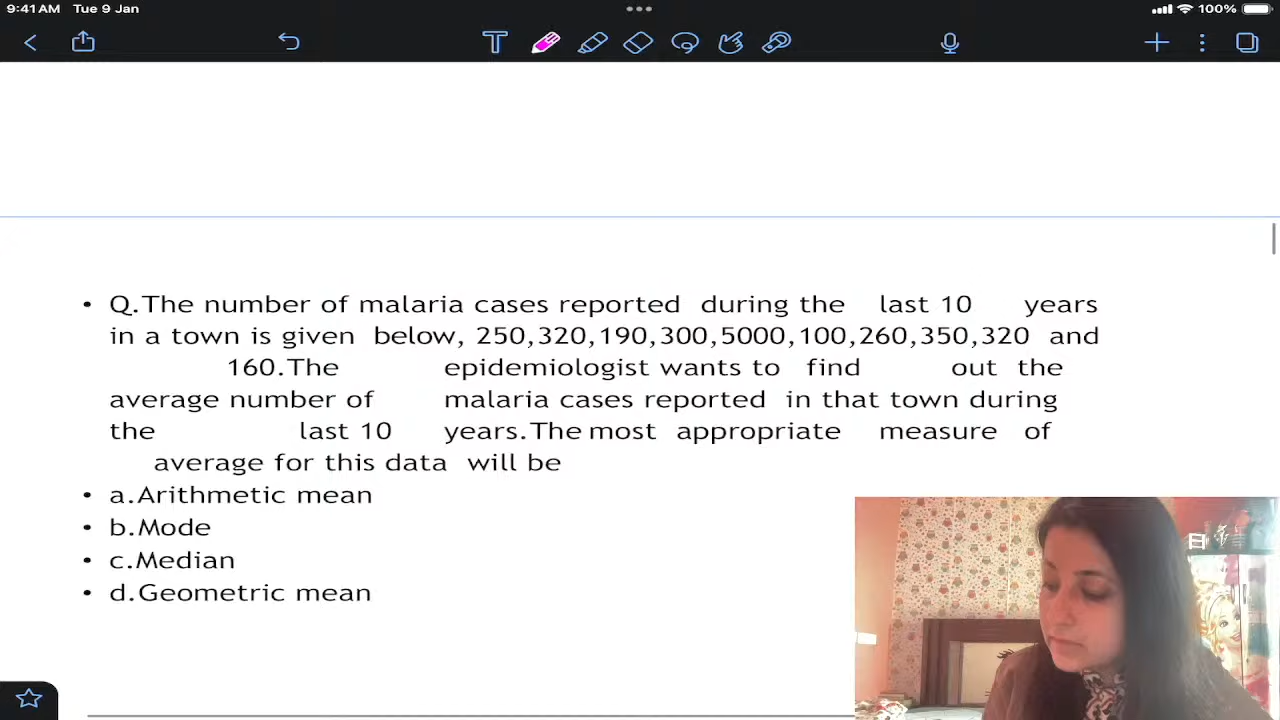 9:41 AM Tue 9 Jan
100%
• Q.The number of malaria cases reported during the last 10 years
in a town is given below, 250,320,190,300,5000,100,260,350,320 and
160.The epidemiologist wants to find out the
average number of malaria cases reported in that town during
the last 10 years.The most appropriate measure of
average for this data will be
• a.Arithmetic mean
• b.Mode
• c.Median
• d.Geometric mean